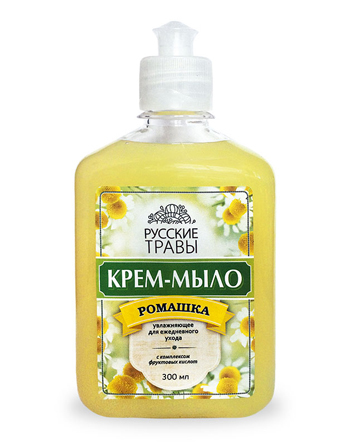 РУССКИЕ
ТРАВЫ
КРЕМ-МЫЛО
РОМАШКА
увлажняющее
для ежедневного
ухода
с комплексом
фруктовых кислот
300 мл